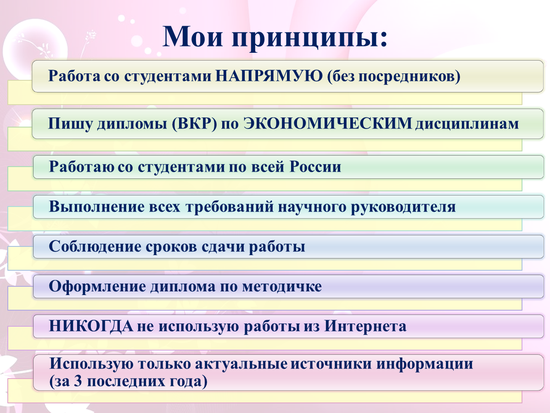 Мои принципы:
Работа со студентами НАПРЯМУЮ (без посредников)
Пишу дипломы (ВКР) по ЭКОНОМИЧЕСКИМ дисциплинам
Работаю со студентами по всей России
Выполнение всех требований научного руководителя
Соблюдение сроков сдачи работы
Оформление диплома по методичке
НИКОГДА не использую работы из Интернета
Использую только актуальные источники информации
(за 3 последних года)